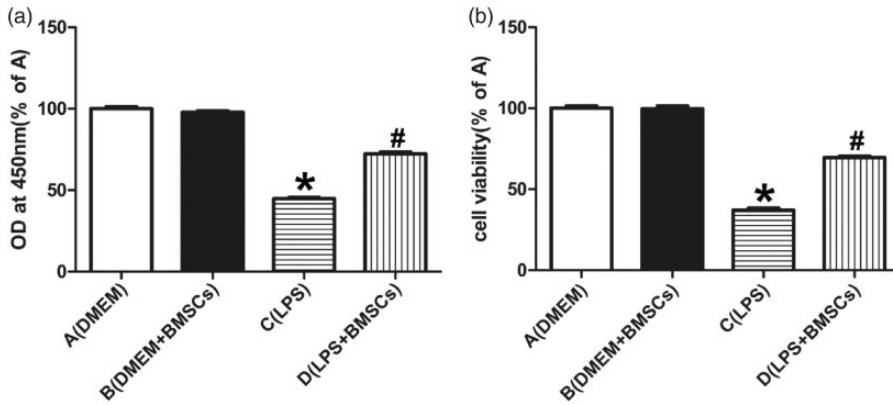 (a)
OD at 450nm(% of A)
150
100
50
0
*
#
A(DMEM)
B(DMEM+BMSCs)
C(LPS)
D(LPS+BMSCs)
(b)
cell viability(% of A)
150
100
50
0
*
#
A(DMEM)
B(DMEM+BMSCs)
C(LPS)
D(LPS+BMSCs)